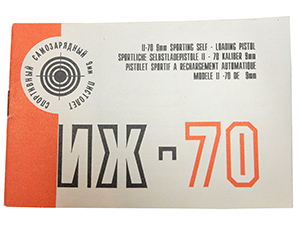 СПОРТИВНЫЙ САМОЗАРЯДНЫЙ 9мм ПИСТОЛЕТ
IJ-70 9mm SPORTING SELF - LOADING PISTOL
SPORTLICHE SELBSTLADEPISTOLE IJ - 70 KALIBER 9mm
PISTOLET SPORTIF A RECHARGEMENT AUTOMATIQUE
MODELE IJ -70 DE 9mm
ИЖ-70